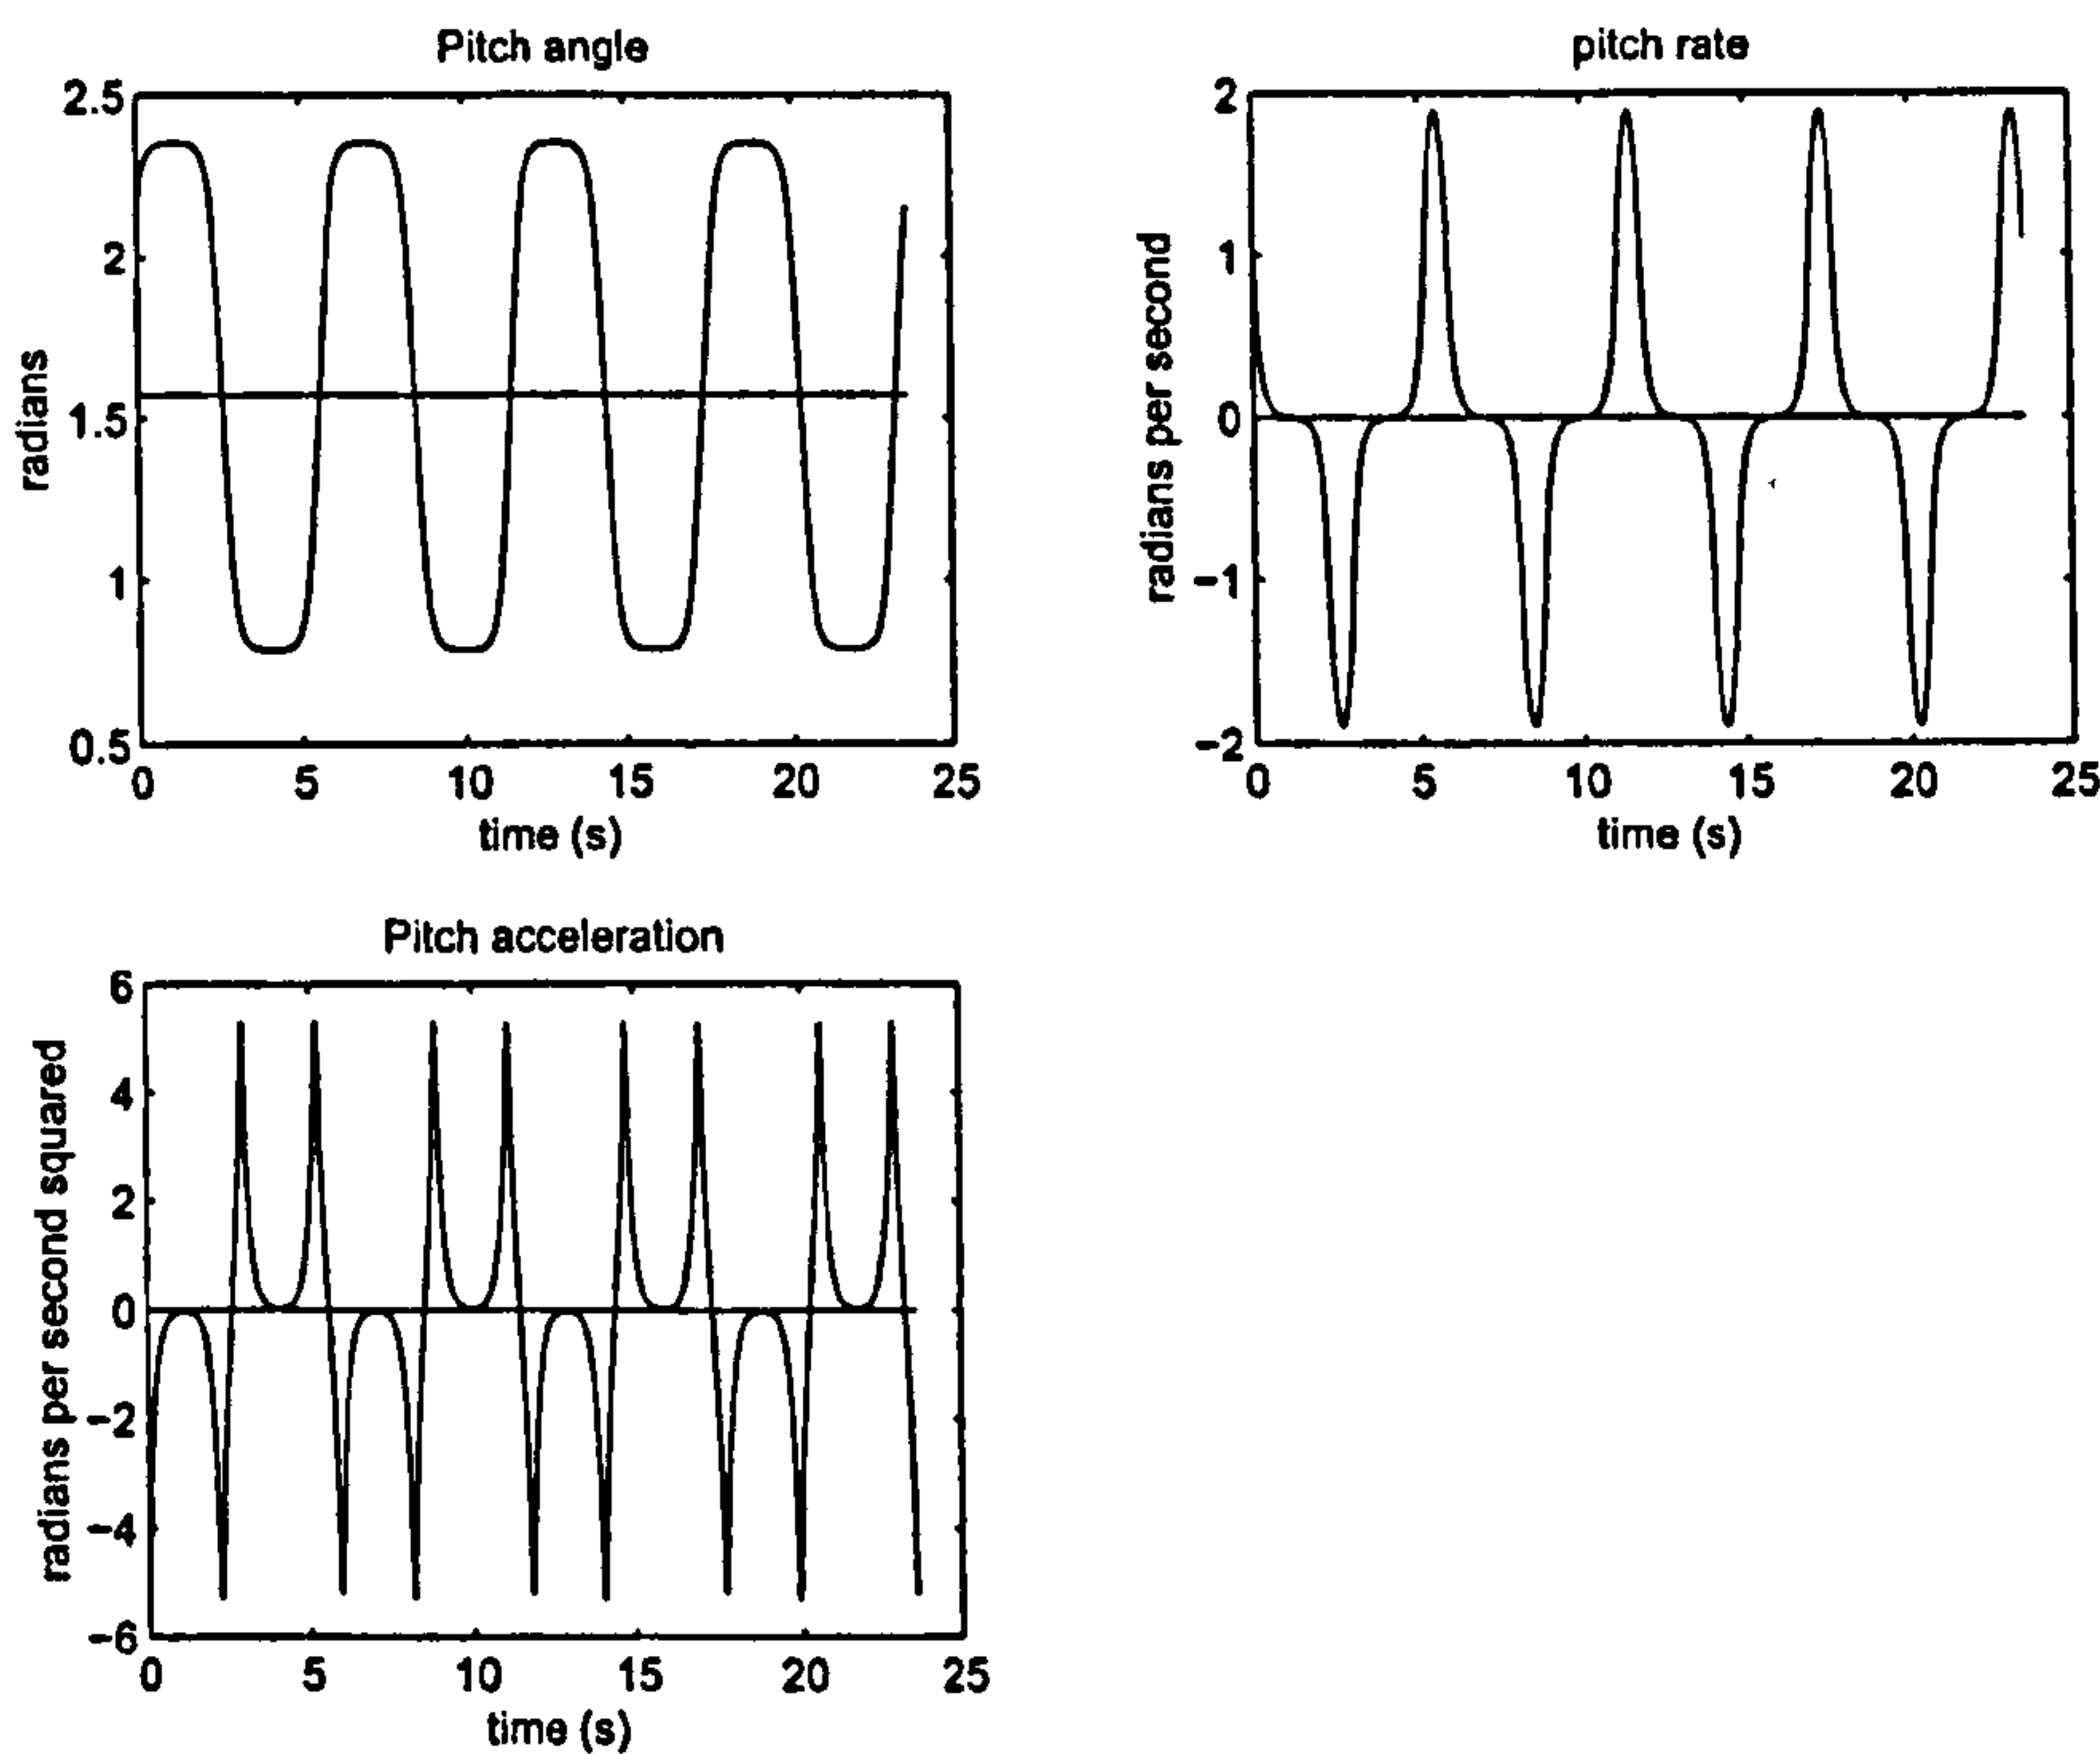 Pitch angle
2.5
2
1.5
1
0.5
radians
0 5 10 15 20 25
time (s)
pitch rate
2
1
0
−1
−2
radians per second
0 5 10 15 20 25
time (s)
Pitch acceleration
6
4
2
0
−2
−4
−6
radians per second squared
0 5 10 15 20 25
time (s)